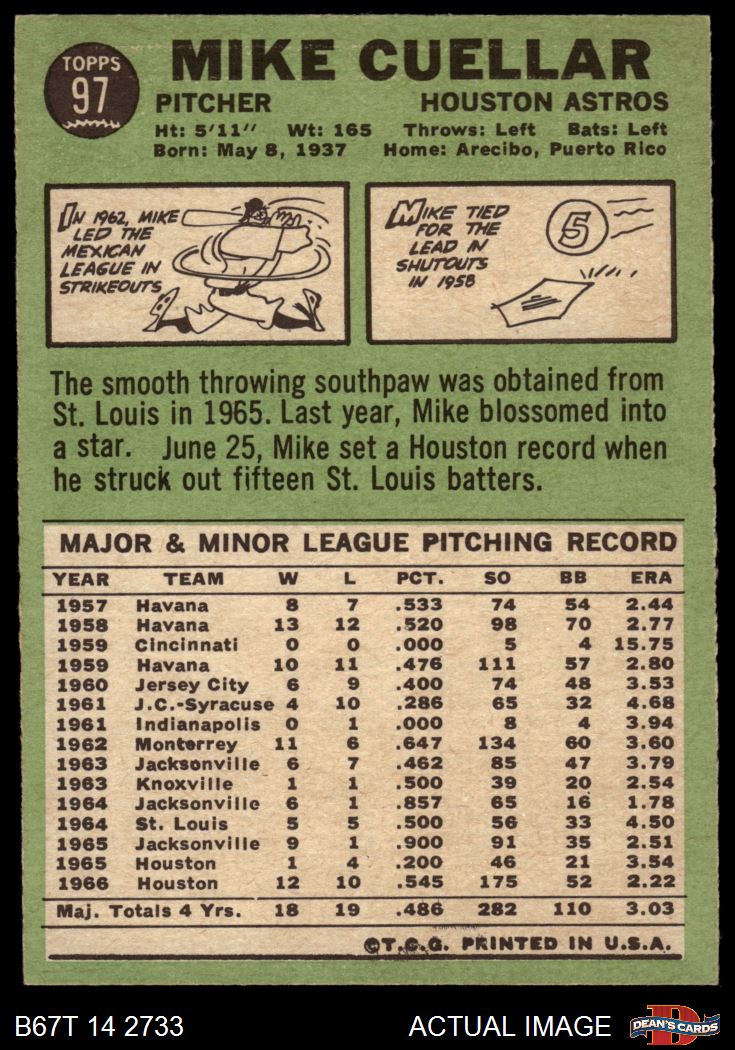 TOPPS
97
MIKE CUELLAR
PITCHER HOUSTON ASTROS
Ht: 5'11" Wt: 165 Throws: Left Bats: Left
Born: May 8, 1937 Home: Arecibo, Puerto Rico
IN 1962, MIKE
LED THE
MEXICAN
LEAGUE IN
STRIKEOUTS
MIKE TIED
FOR THE
LEAD IN
SHUTOUTS
IN 1958
5
The smooth throwing southpaw was obtained from
St. Louis in 1965. Last year, Mike blossomed into
a star. June 25, Mike set a Houston record when
he struck out fifteen St. Louis batters.
MAJOR & MINOR LEAGUE PITCHING RECORD
YEAR TEAM W L PCT. SO BB ERA
1957 Havana 8 7 .533 74 54 2.44
1958 Havana 13 12 .520 98 70 2.77
1959 Cincinnati 0 0 .000 5 4 15.75
1959 Havana 10 11 .476 111 57 2.80
1960 Jersey City 6 9 .400 74 48 3.53
1961 J.C.-Syracuse 4 10 .286 65 32 4.68
1961 Indianapolis 0 1 .000 8 4 3.94
1962 Monterrey 11 6 .647 134 60 3.60
1963 Jacksonville 6 7 .462 85 47 3.79
1963 Knoxville 1 1 .500 39 20 2.54
1964 Jacksonville 6 1 .857 65 16 1.78
1964 St. Louis 5 5 .500 56 33 4.50
1965 Jacksonville 9 1 .900 91 35 2.51
1965 Houston 1 4 .200 46 21 3.54
1966 Houston 12 10 .545 175 52 2.22
Maj. Totals 4 Yrs. 18 19 .486 282 110 3.03
©T.C.G. PRINTED IN U.S.A.
B67T 14 2733 ACTUAL IMAGE DEAN'S CARDS